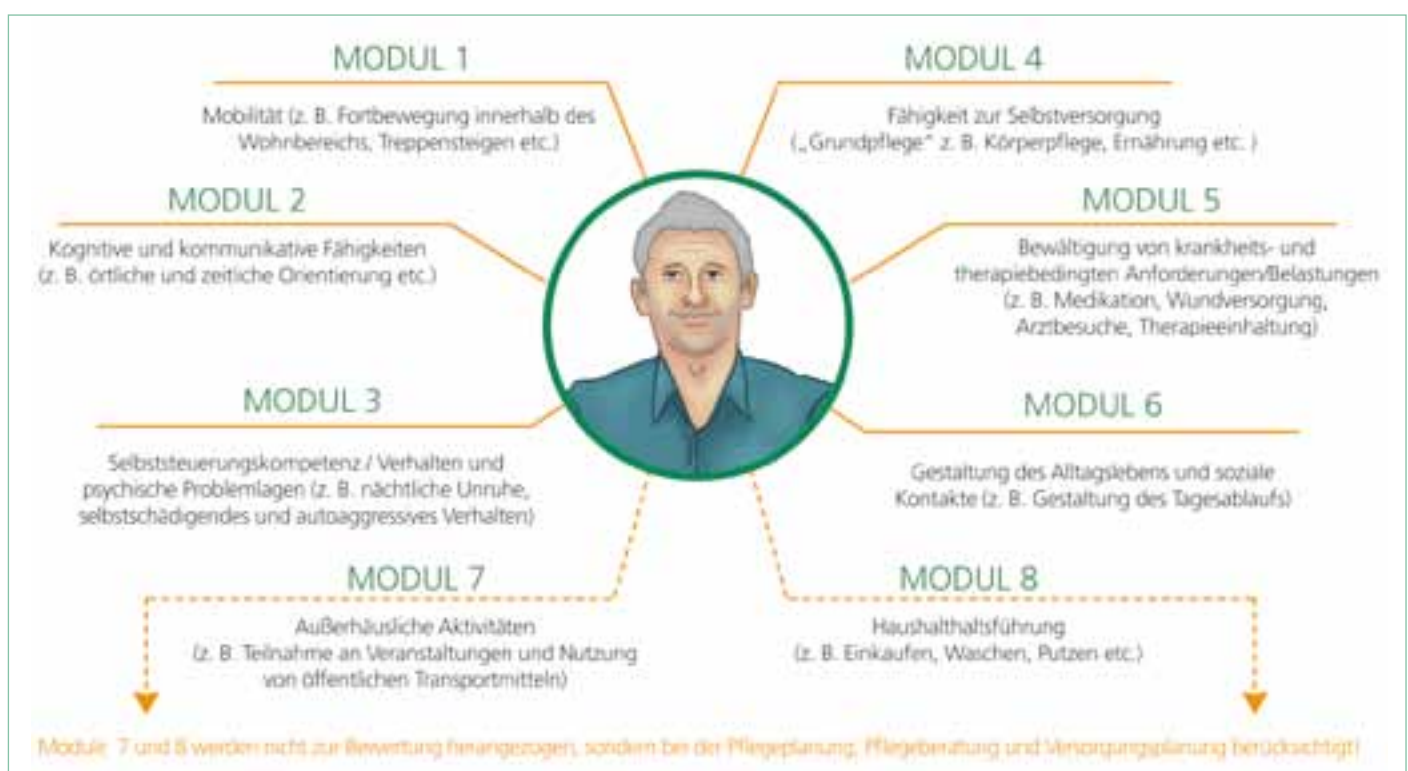 MODUL 1
Mobilität (z. B. Fortbewegung innerhalb des
Wohnbereichs, Treppensteigen etc.)
MODUL 2
Kognitive und kommunikative Fähigkeiten
(z. B. örtliche und zeitliche Orientierung etc.)
MODUL 3
Selbststeuerungskompetenz / Verhalten und
psychische Problemlagen (z. B. nächtliche Unruhe,
selbstschädigendes und autoaggressives Verhalten)
MODUL 4
Fähigkeit zur Selbstversorgung
(„Grundpflege“ z. B. Körperpflege, Ernährung etc. )
MODUL 5
Bewältigung von krankheits- und
therapiebedingten Anforderungen/Belastungen
(z. B. Medikation, Wundversorgung,
Arztbesuche, Therapieeinhaltung)
MODUL 6
Gestaltung des Alltagslebens und soziale
Kontakte (z. B. Gestaltung des Tagesablaufs)
MODUL 7
Außerhäusliche Aktivitäten
(z. B. Teilnahme an Veranstaltungen und Nutzung
von öffentlichen Transportmitteln)
MODUL 8
Haushalthaltsführung
(z. B. Einkaufen, Waschen, Putzen etc.)
Module 7 und 8 werden nicht zur Bewertung herangezogen, sondern bei der Pflegeplanung, Pflegeberatung und Versorgungsplanung berücksichtigt!